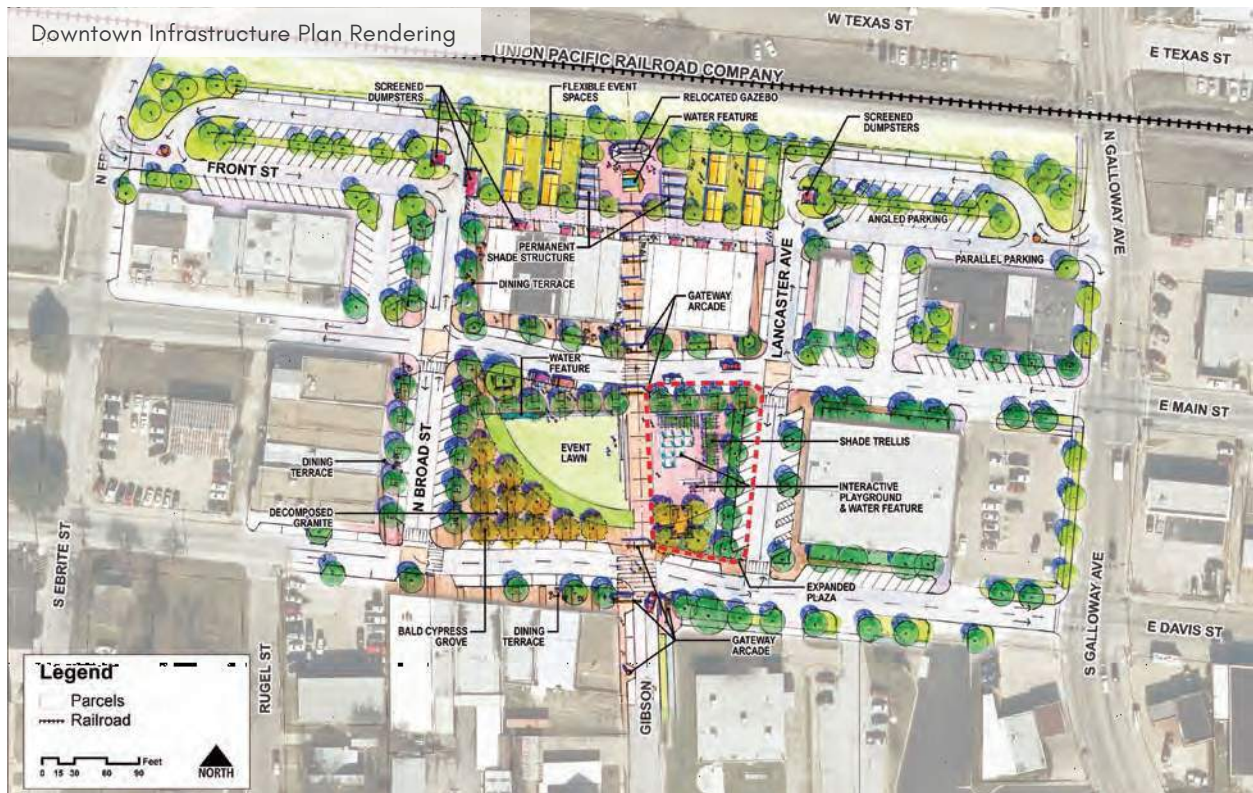 Downtown Infrastructure Plan Rendering
W TEXAS ST
E TEXAS ST
UNION PACIFIC RAILROAD COMPANY
SCREENED
DUMPSTERS
FLEXIBLE EVENT
SPACES
RELOCATED GAZEBO
WATER FEATURE
SCREENED
DUMPSTERS
FRONT ST
N GALLOWAY AVE
ANGLED PARKING
PARALLEL PARKING
PERMANENT
SHADE STRUCTURE
DINING TERRACE
LANCASTER AVE
GATEWAY
ARCADE
WATER
FEATURE
E MAIN ST
EVENT
LAWN
SHADE TRELLIS
DINING
TERRACE
N BROAD ST
INTERACTIVE
PLAYGROUND
& WATER FEATURE
DECOMPOSED
GRANITE
S EBRITE ST
EXPANDED
PLAZA
S GALLOWAY AVE
BALD CYPRESS
GROVE
DINING
TERRACE
GATEWAY
ARCADE
E DAVIS ST
RUGEL ST
GIBSON
Legend
Parcels
Railroad
0 15 30 60 90 Feet
NORTH